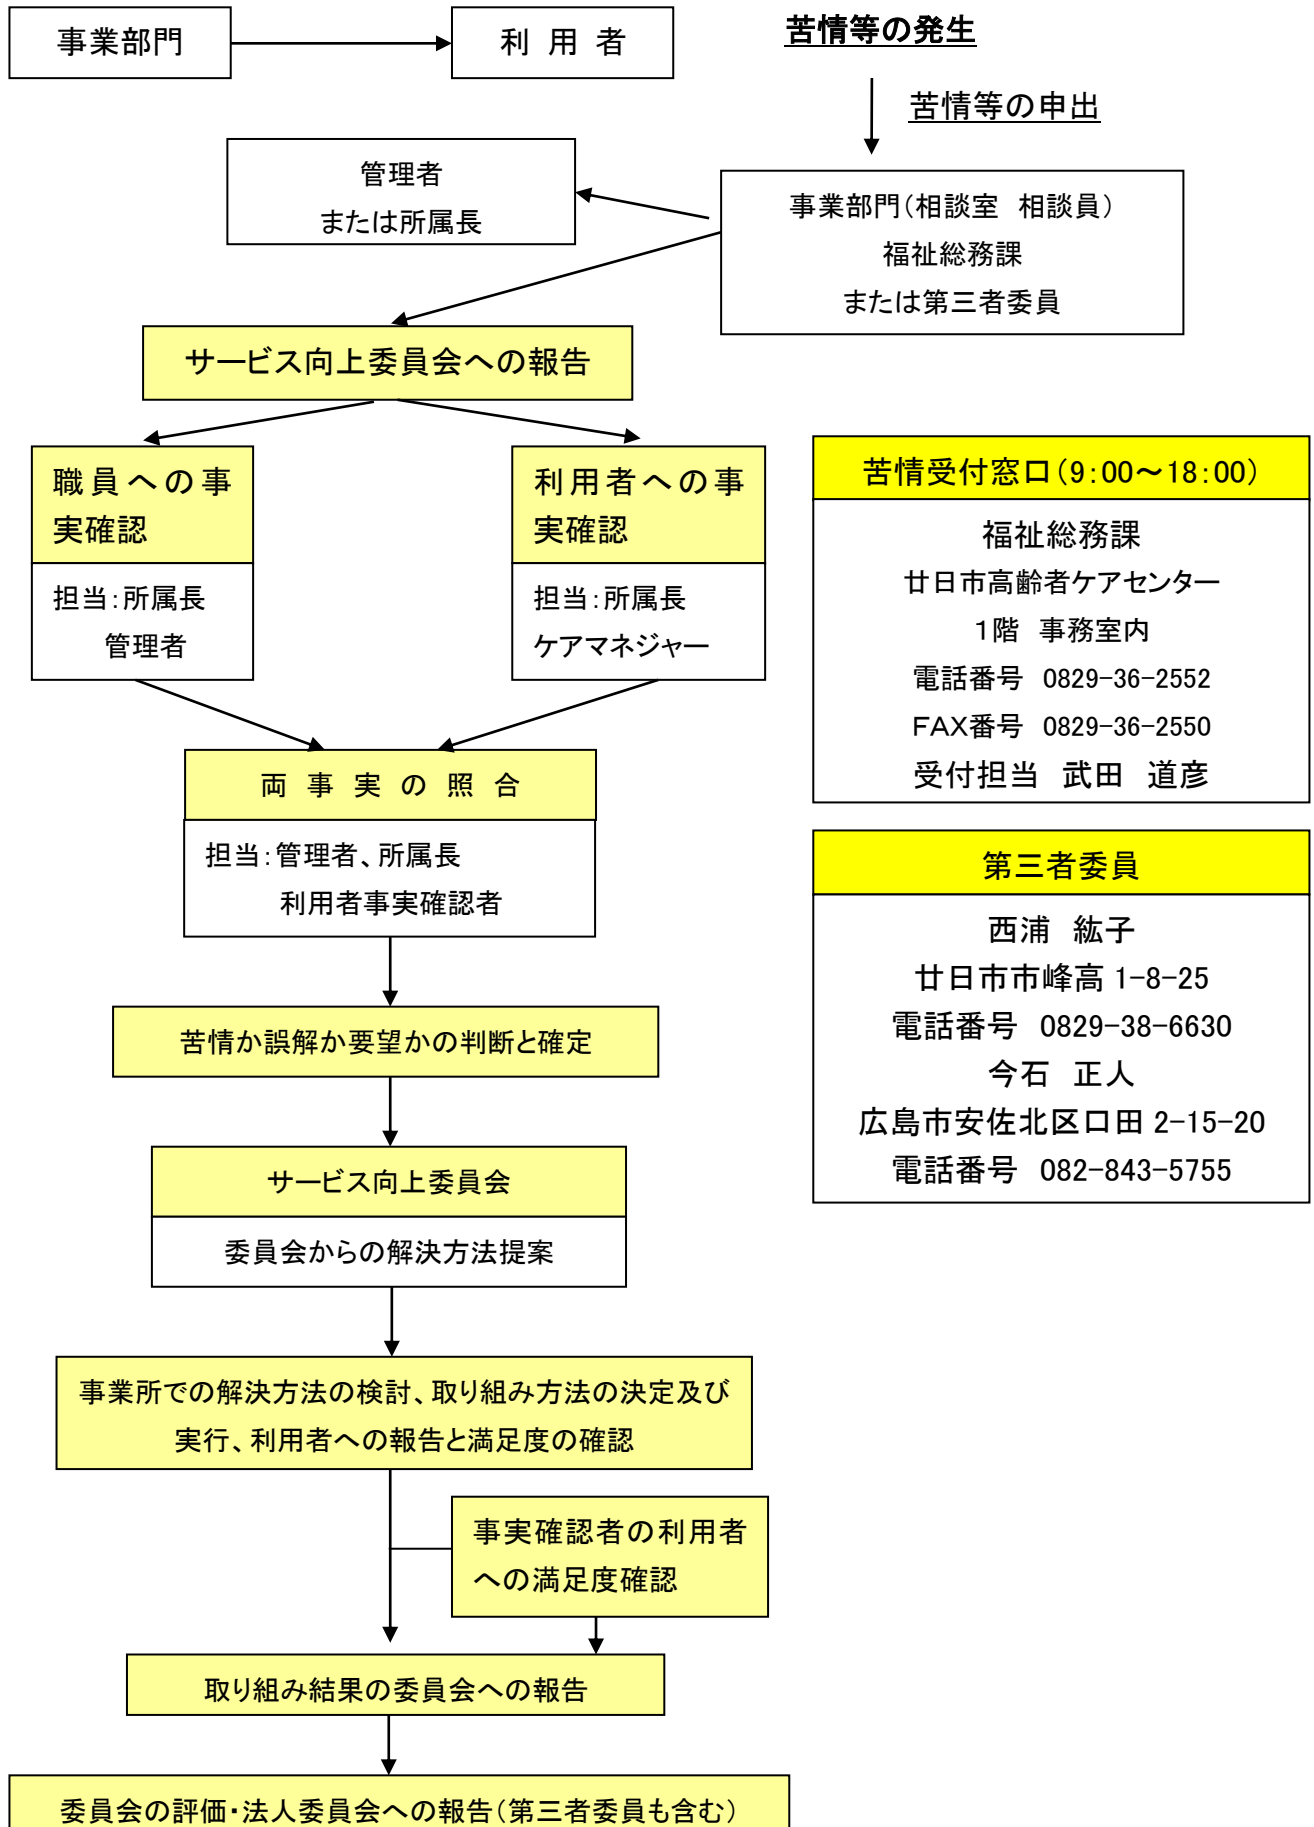 事業部門
利 用 者
苦情等の発生
苦情等の申出
管理者
または所属長
事業部門（相談室　相談員）
福祉総務課
または第三者委員
サービス向上委員会への報告
職員への事
実確認
担当：所属長
管理者
利用者への事
実確認
担当：所属長
ケアマネジャー
両 事 実 の 照 合
担当：管理者、所属長
利用者事実確認者
苦情か誤解か要望かの判断と確定
サービス向上委員会
委員会からの解決方法提案
事業所での解決方法の検討、取り組み方法の決定及び
実行、利用者への報告と満足度の確認
事実確認者の利用者
への満足度確認
取り組み結果の委員会への報告
委員会の評価・法人委員会への報告（第三者委員も含む）
苦情受付窓口（9：00～18：00）
福祉総務課
廿日市高齢者ケアセンター
１階　事務室内
電話番号　0829-36-2552
ＦＡＸ番号　0829-36-2550
受付担当　武田　道彦
第三者委員
西浦　紘子
廿日市市峰高 1-8-25
電話番号　0829-38-6630
今石　正人
広島市安佐北区口田 2-15-20
電話番号　082-843-5755